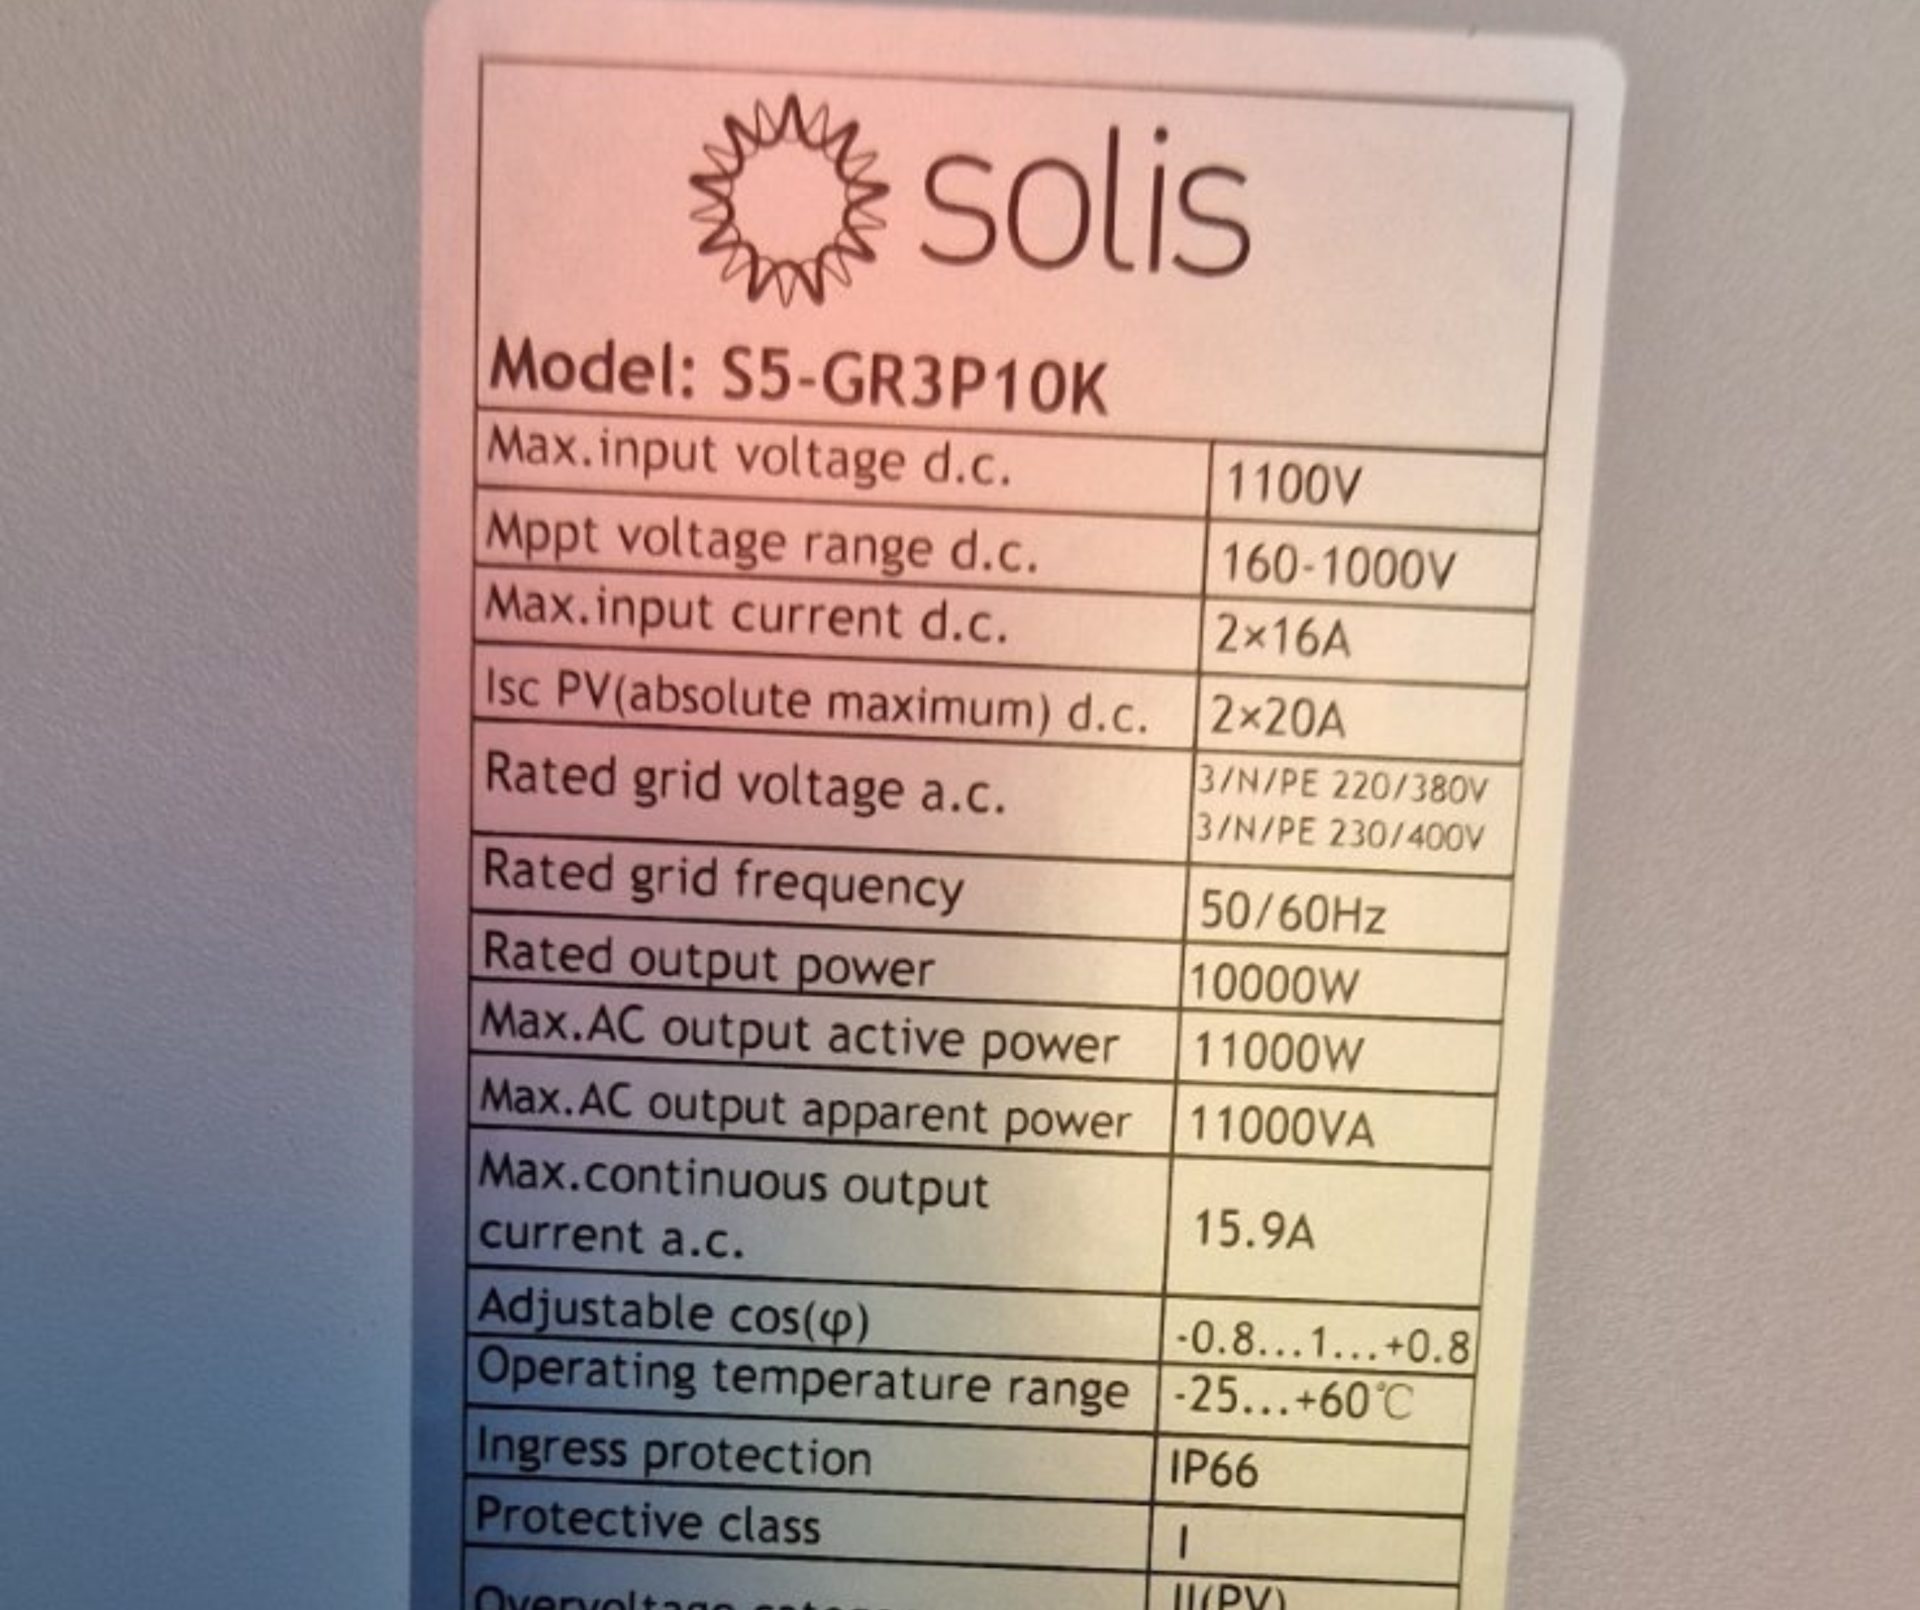 solis
Model: S5-GR3P10K
Max.input voltage d.c. 1100V
Mppt voltage range d.c. 160-1000V
Max.input current d.c. 2×16A
Isc PV(absolute maximum) d.c. 2×20A
Rated grid voltage a.c. 3/N/PE 220/380V
3/N/PE 230/400V
Rated grid frequency 50/60Hz
Rated output power 10000W
Max.AC output active power 11000W
Max.AC output apparent power 11000VA
Max.continuous output
current a.c. 15.9A
Adjustable cos(φ) -0.8...1...+0.8
Operating temperature range -25...+60℃
Ingress protection IP66
Protective class I
Overvoltage II(PV)